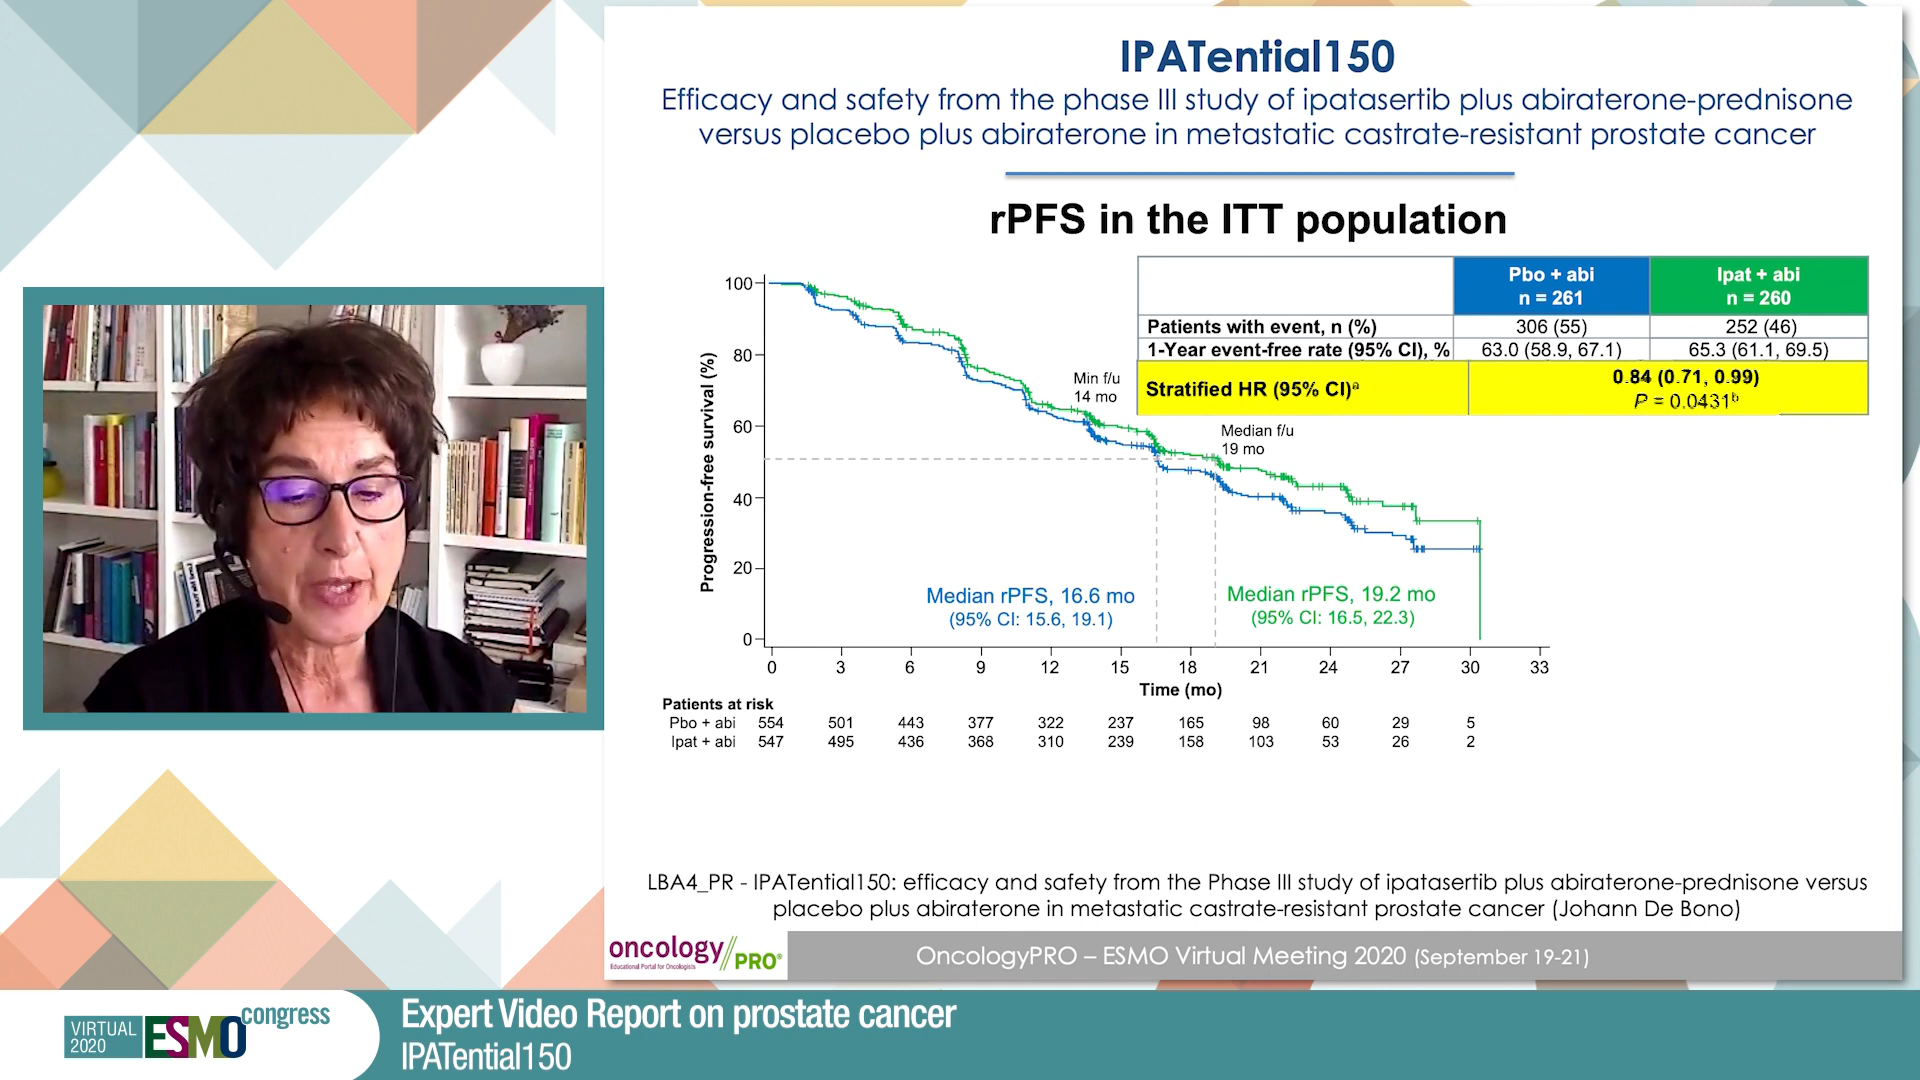 IPATential150
Efficacy and safety from the phase III study of ipatasertib plus abiraterone-prednisone
versus placebo plus abiraterone in metastatic castrate-resistant prostate cancer
rPFS in the ITT population
Pbo + abi
n = 261
Ipat + abi
n = 260
Patients with event, n (%) 306 (55) 252 (46)
1-Year event-free rate (95% CI), % 63.0 (58.9, 67.1) 65.3 (61.1, 69.5)
Stratified HR (95% CI)ª
0.84 (0.71, 0.99)
P = 0.0431ᵇ
Progression-free survival (%)
100
80
60
40
20
0
Min f/u
14 mo
Median f/u
19 mo
Median rPFS, 16.6 mo
(95% CI: 15.6, 19.1)
Median rPFS, 19.2 mo
(95% CI: 16.5, 22.3)
0 3 6 9 12 15 18 21 24 27 30 33
Time (mo)
Patients at risk
Pbo + abi 554 501 443 377 322 237 165 98 60 29 5
Ipat + abi 547 495 436 368 310 239 158 103 53 26 2
LBA4_PR - IPATential150: efficacy and safety from the Phase III study of ipatasertib plus abiraterone-prednisone versus
placebo plus abiraterone in metastatic castrate-resistant prostate cancer (Johann De Bono)
oncology PRO®
Educational Portal for Oncologists
OncologyPRO – ESMO Virtual Meeting 2020 (September 19-21)
VIRTUAL
2020
ESMO congress
Expert Video Report on prostate cancer
IPATential150